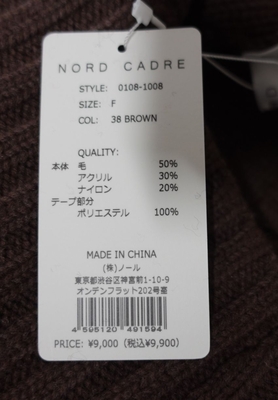 NORD CADRE
STYLE: 0108-1008
SIZE: F
COL: 38 BROWN
QUALITY:
本体 毛 50%
アクリル 30%
ナイロン 20%
テープ部分
ポリエステル 100%
MADE IN CHINA
(株)ノール
東京都渋谷区神宮前1-10-9
オンデンフラット202号室
4 595120 491594
PRICE: ¥9,000 (税込¥9,900)